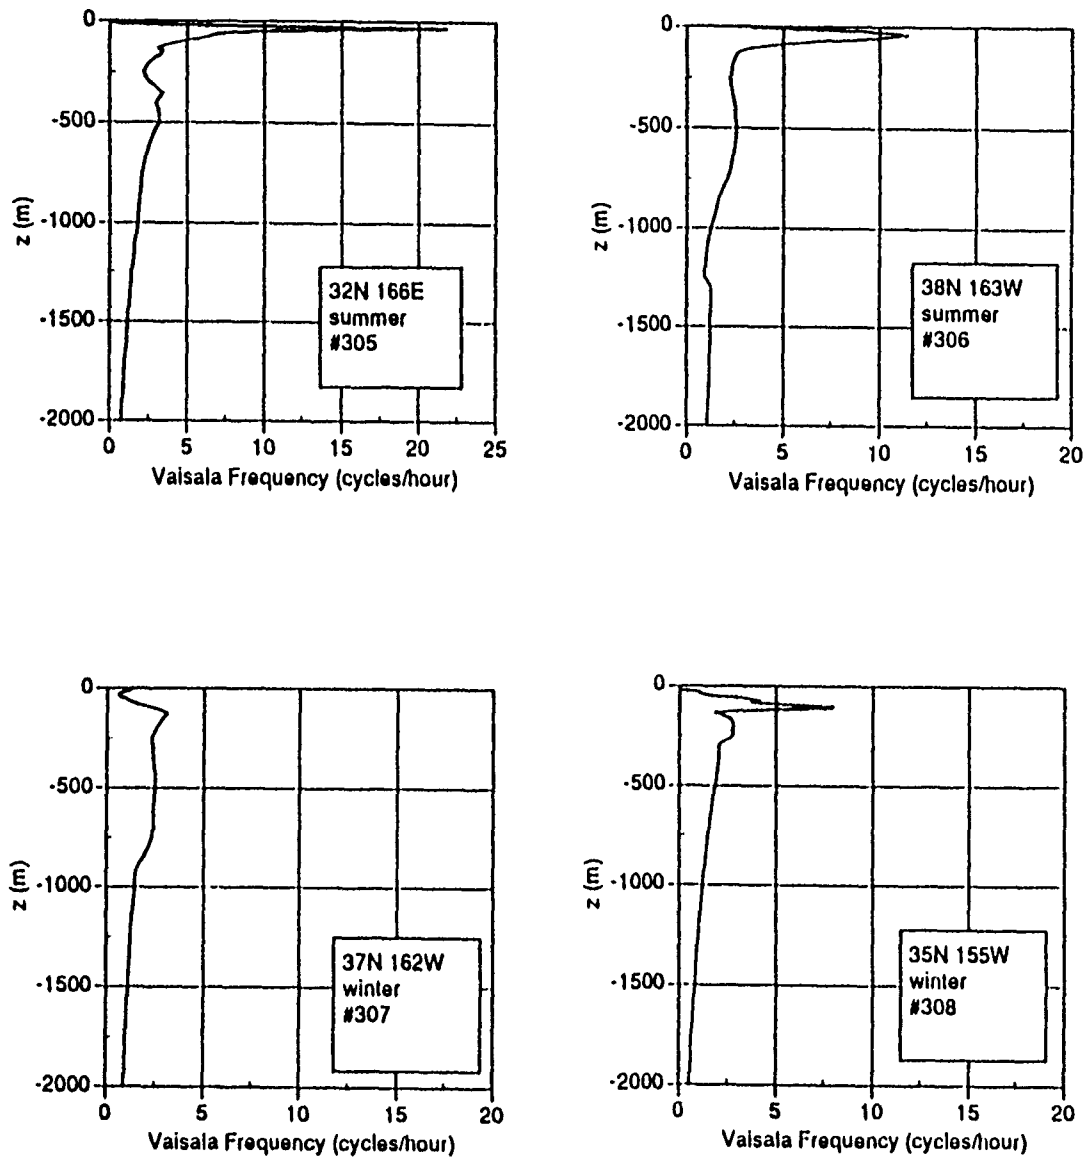 0
-500
-1000
-1500
-2000
z (m)
32N 166E
summer
#305
0 5 10 15 20 25
Vaisala Frequency (cycles/hour)
0
-500
-1000
-1500
-2000
z (m)
38N 163W
summer
#306
0 5 10 15 20
Vaisala Frequency (cycles/hour)
0
-500
-1000
-1500
-2000
z (m)
37N 162W
winter
#307
0 5 10 15 20
Vaisala Frequency (cycles/hour)
0
-500
-1000
-1500
-2000
z (m)
35N 155W
winter
#308
0 5 10 15 20
Vaisala Frequency (cycles/hour)